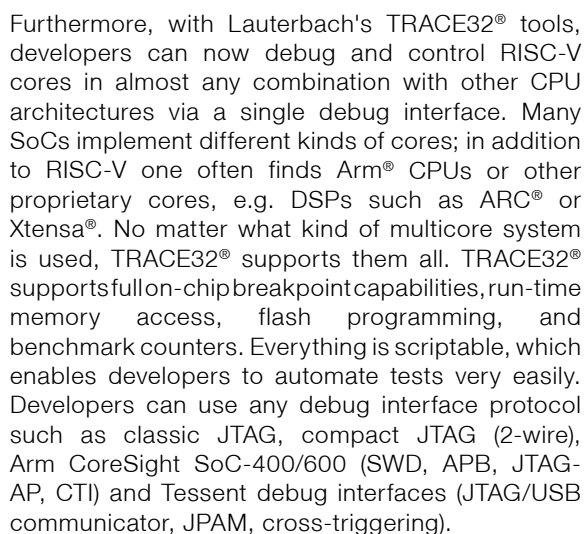 Furthermore, with Lauterbach's TRACE32® tools,
developers can now debug and control RISC-V
cores in almost any combination with other CPU
architectures via a single debug interface. Many
SoCs implement different kinds of cores; in addition
to RISC-V one often finds Arm® CPUs or other
proprietary cores, e.g. DSPs such as ARC® or
Xtensa®. No matter what kind of multicore system
is used, TRACE32® supports them all. TRACE32®
supports full on-chip breakpoint capabilities, run-time
memory access, flash programming, and
benchmark counters. Everything is scriptable, which
enables developers to automate tests very easily.
Developers can use any debug interface protocol
such as classic JTAG, compact JTAG (2-wire),
Arm CoreSight SoC-400/600 (SWD, APB, JTAG-
AP, CTI) and Tessent debug interfaces (JTAG/USB
communicator, JPAM, cross-triggering).